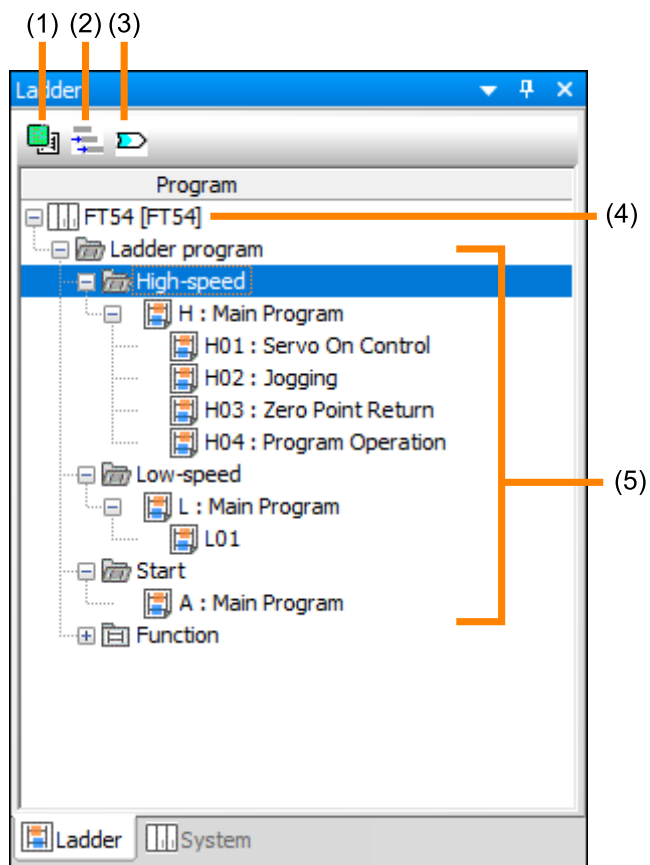 (1) (2) (3)
Ladder
Program
FT54 [FT54]
(4)
Ladder program
High-speed
H : Main Program
H01 : Servo On Control
H02 : Jogging
H03 : Zero Point Return
H04 : Program Operation
Low-speed
(5)
L : Main Program
L01
Start
A : Main Program
Function
Ladder System